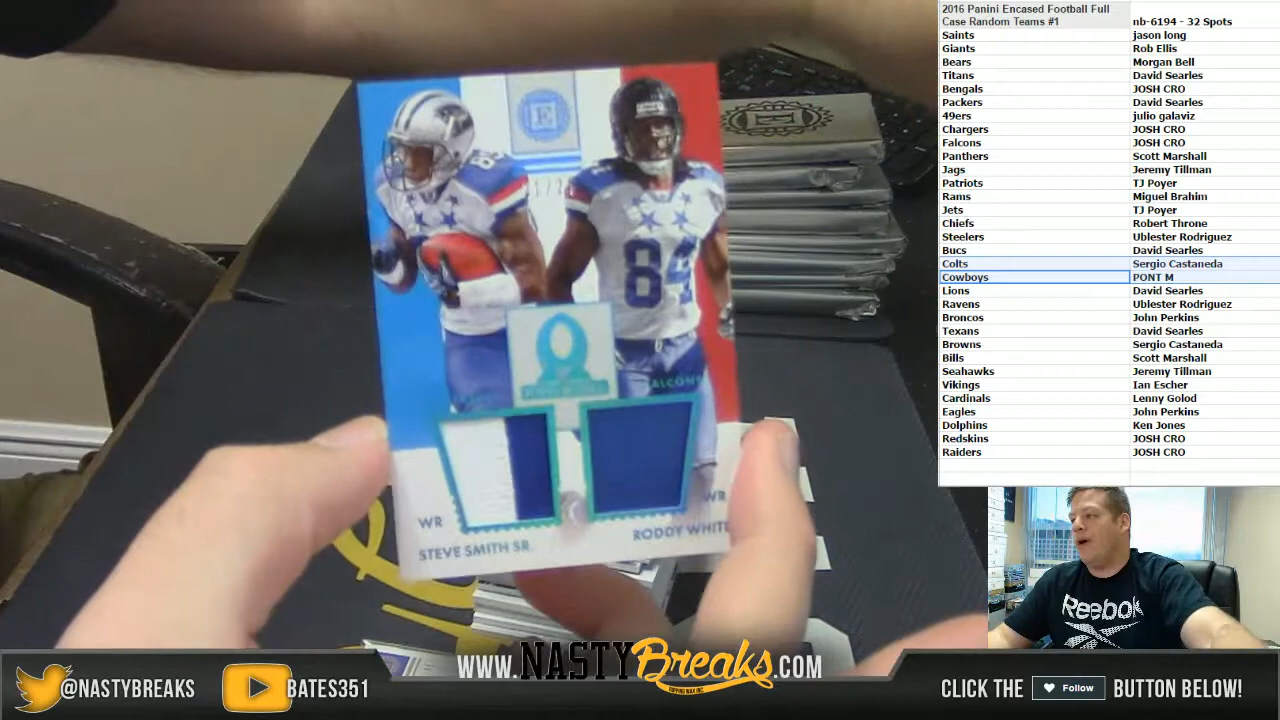 2016 Panini Encased Football Full
Case Random Teams #1 nb-6194 - 32 Spots
Saints jason long
Giants Rob Ellis
Bears Morgan Bell
Titans David Searles
Bengals JOSH CRO
Packers David Searles
49ers julio galaviz
Chargers JOSH CRO
Falcons JOSH CRO
Panthers Scott Marshall
Jags Jeremy Tillman
Patriots TJ Poyer
Rams Miguel Brahim
Jets TJ Poyer
Chiefs Robert Throne
Steelers Ublester Rodriguez
Bucs David Searles
Colts Sergio Castaneda
Cowboys PONT M
Lions David Searles
Ravens Ublester Rodriguez
Broncos John Perkins
Texans David Searles
Browns Sergio Castaneda
Bills Scott Marshall
Seahawks Jeremy Tillman
Vikings Ian Escher
Cardinals Lenny Golod
Eagles John Perkins
Dolphins Ken Jones
Redskins JOSH CRO
Raiders JOSH CRO
E
E
84
WR
STEVE SMITH SR.
WR
RODDY WHITE
Reebok
@NASTYBREAKS
BATES351
WWW.NASTYBreaks.COM
CLICK THE Follow BUTTON BELOW!